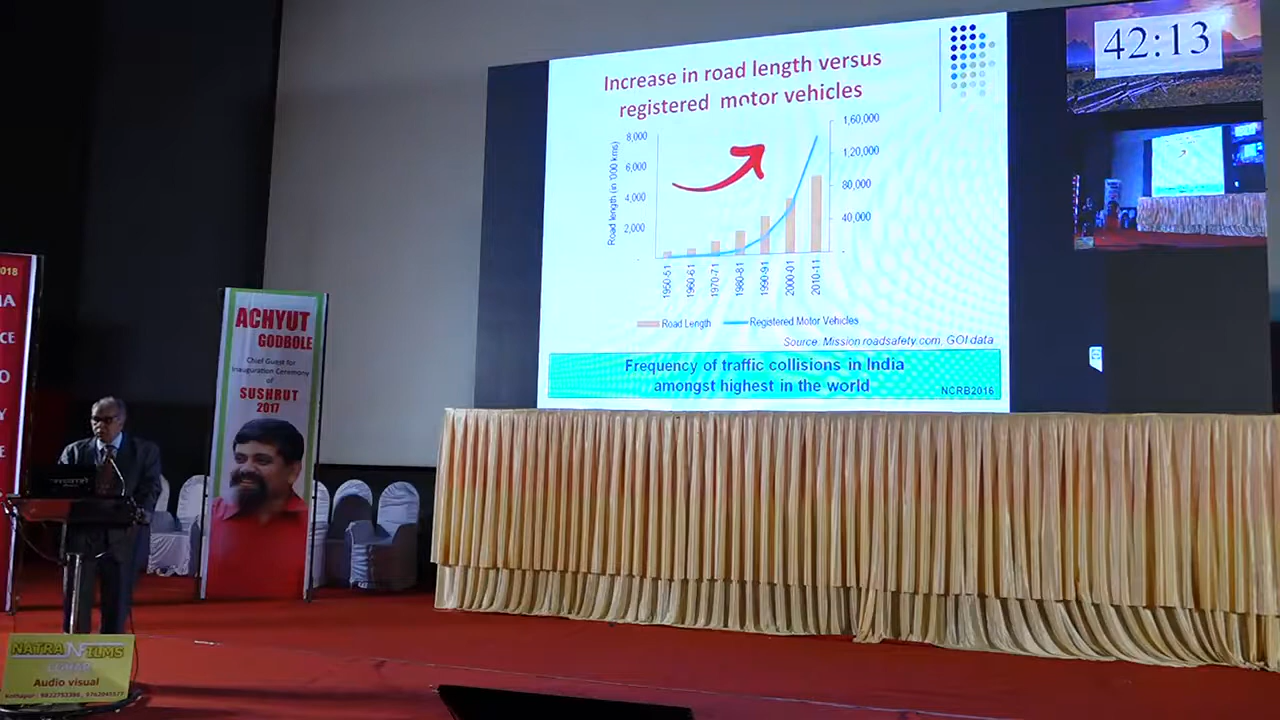 Increase in road length versus
registered motor vehicles
8,000
6,000
4,000
2,000
-
Road length (in '000 kms)
1,60,000
1,20,000
80,000
40,000
-
1950-51
1960-61
1970-71
1980-81
1990-91
2000-01
2010-11
Road Length
Registered Motor Vehicles
Source: Mission roadsafety.com, GOI data
Frequency of traffic collisions in India
amongst highest in the world
NCRB2016
42:13
2018
ACHYUT
GODBOLE
Chief Guest for
Inauguration Ceremony
of
SUSHRUT
2017
NATRAJ FILMS
Audio visual